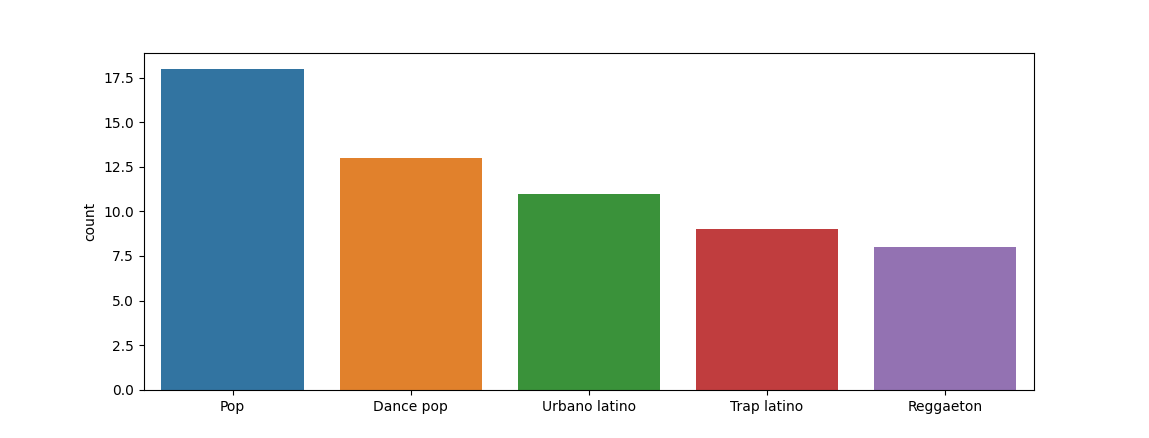 17.5
15.0
12.5
10.0
7.5
5.0
2.5
0.0
count
Pop
Dance pop
Urbano latino
Trap latino
Reggaeton